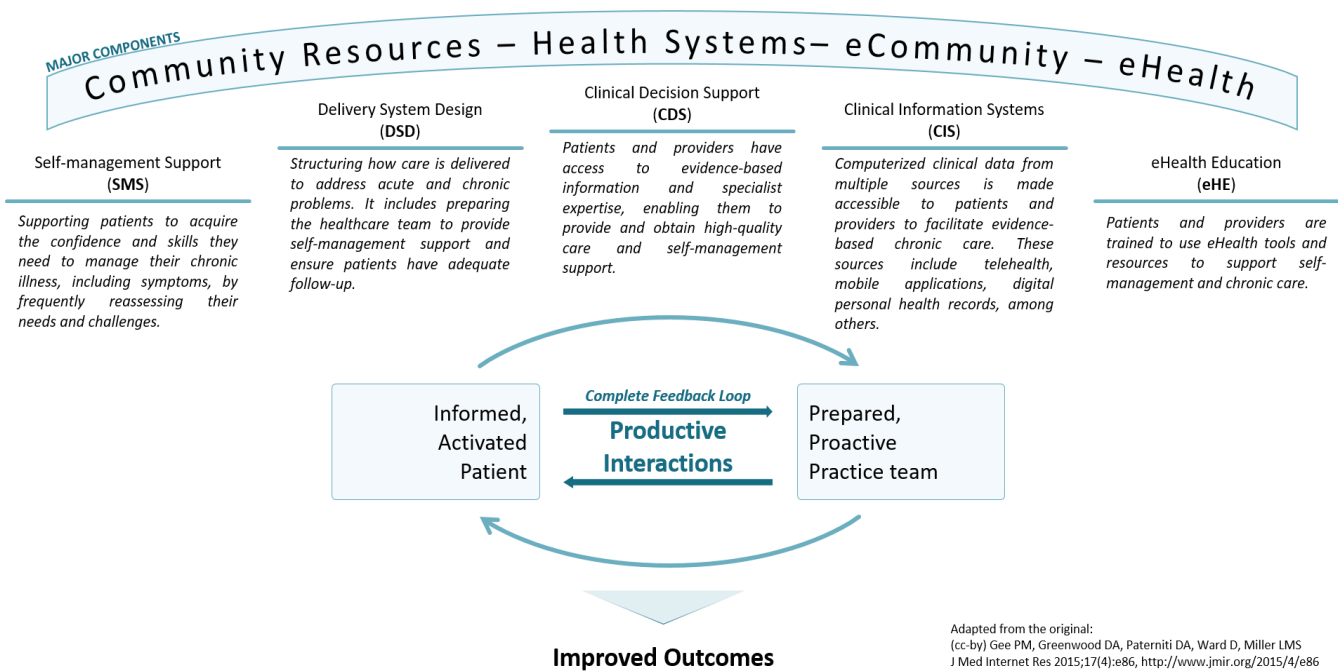 MAJOR COMPONENTS
Community Resources – Health Systems– eCommunity – eHealth
Self-management Support
(SMS)
Supporting patients to acquire
the confidence and skills they
need to manage their chronic
illness, including symptoms, by
frequently reassessing their
needs and challenges.
Delivery System Design
(DSD)
Structuring how care is delivered
to address acute and chronic
problems. It includes preparing
the healthcare team to provide
self-management support and
ensure patients have adequate
follow-up.
Clinical Decision Support
(CDS)
Patients and providers have
access to evidence-based
information and specialist
expertise, enabling them to
provide and obtain high-quality
care and self-management
support.
Clinical Information Systems
(CIS)
Computerized clinical data from
multiple sources is made
accessible to patients and
providers to facilitate evidence-
based chronic care. These
sources include telehealth,
mobile applications, digital
personal health records, among
others.
eHealth Education
(eHE)
Patients and providers are
trained to use eHealth tools and
resources to support self-
management and chronic care.
Informed,
Activated
Patient
Complete Feedback Loop
Productive
Interactions
Prepared,
Proactive
Practice team
Improved Outcomes
Adapted from the original:
(cc-by) Gee PM, Greenwood DA, Paterniti DA, Ward D, Miller LMS
J Med Internet Res 2015;17(4):e86, http://www.jmir.org/2015/4/e86